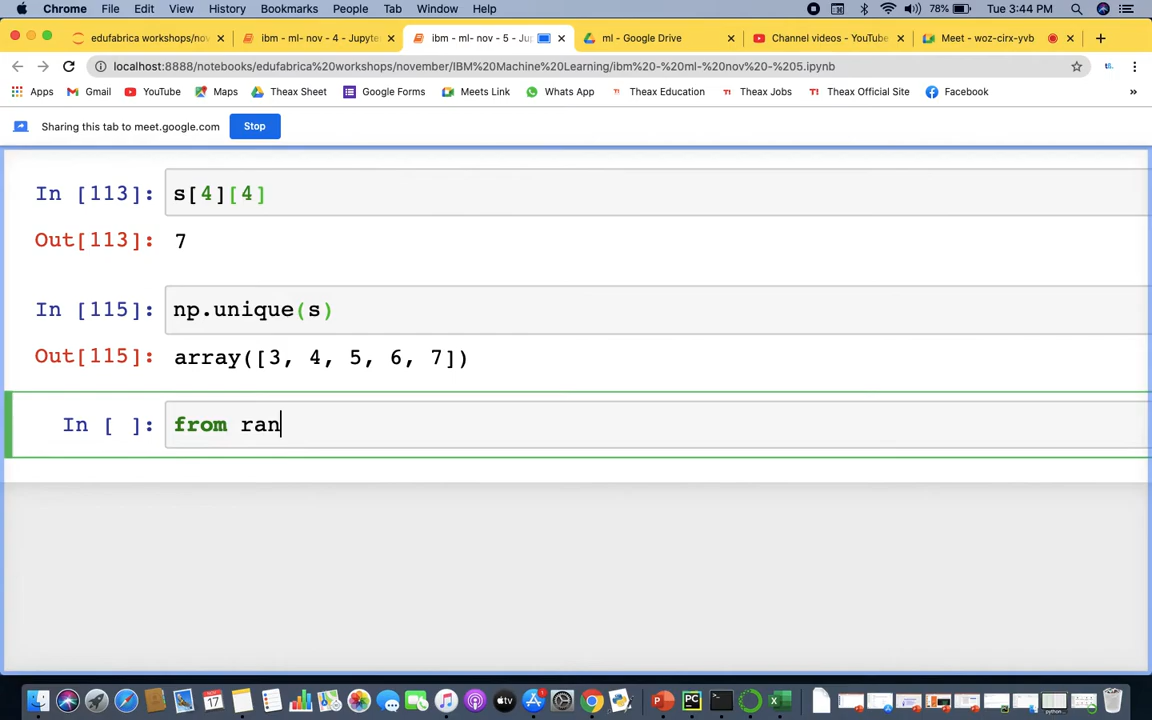 Chrome File Edit View History Bookmarks People Tab Window Help 78% Tue 3:44 PM
edufabrica workshops/nov ibm - ml- nov - 4 - Jupyte ibm - ml- nov - 5 - Ju ml - Google Drive Channel videos - YouTube Meet - woz-cirx-yvb
localhost:8888/notebooks/edufabrica%20workshops/november/IBM%20Machine%20Learning/ibm%20-%20ml-%20nov%20-%205.ipynb
Apps Gmail YouTube Maps Theax Sheet Google Forms Meets Link Whats App Theax Education Theax Jobs Theax Official Site Facebook »
Sharing this tab to meet.google.com Stop
In [113]: s[4][4]
Out[113]: 7
In [115]: np.unique(s)
Out[115]: array([3, 4, 5, 6, 7])
In [ ]: from ran